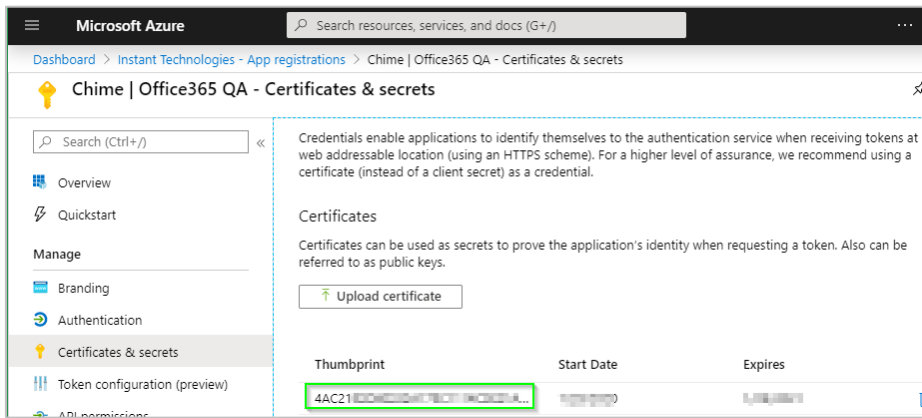 Microsoft Azure
Search resources, services, and docs (G+/)
...
Dashboard > Instant Technologies - App registrations > Chime | Office365 QA - Certificates & secrets
Chime | Office365 QA - Certificates & secrets
Search (Ctrl+/)
«
Overview
Quickstart
Manage
Branding
Authentication
Certificates & secrets
Token configuration (preview)
API permissions
Credentials enable applications to identify themselves to the authentication service when receiving tokens at
web addressable location (using an HTTPS scheme). For a higher level of assurance, we recommend using a
certificate (instead of a client secret) as a credential.
Certificates
Certificates can be used as secrets to prove the application's identity when requesting a token. Also can be
referred to as public keys.
Upload certificate
Thumbprint Start Date Expires